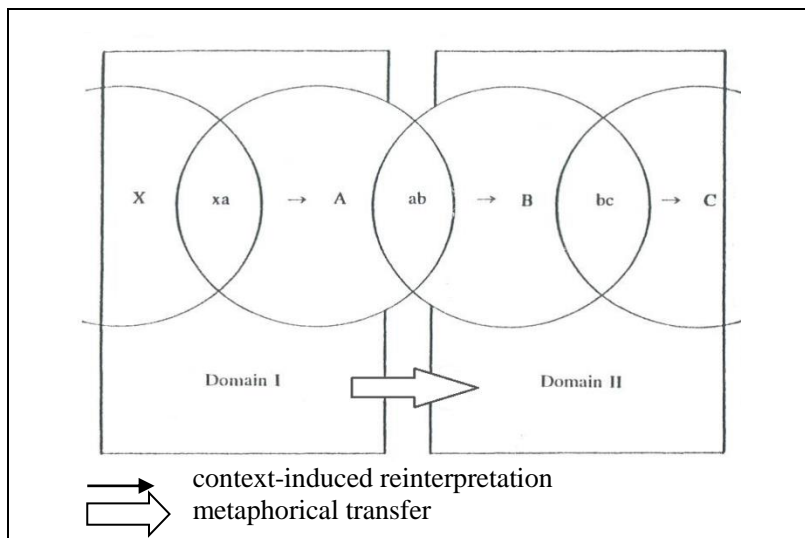 X xa → A ab → B bc → C
Domain I Domain II
context-induced reinterpretation
metaphorical transfer